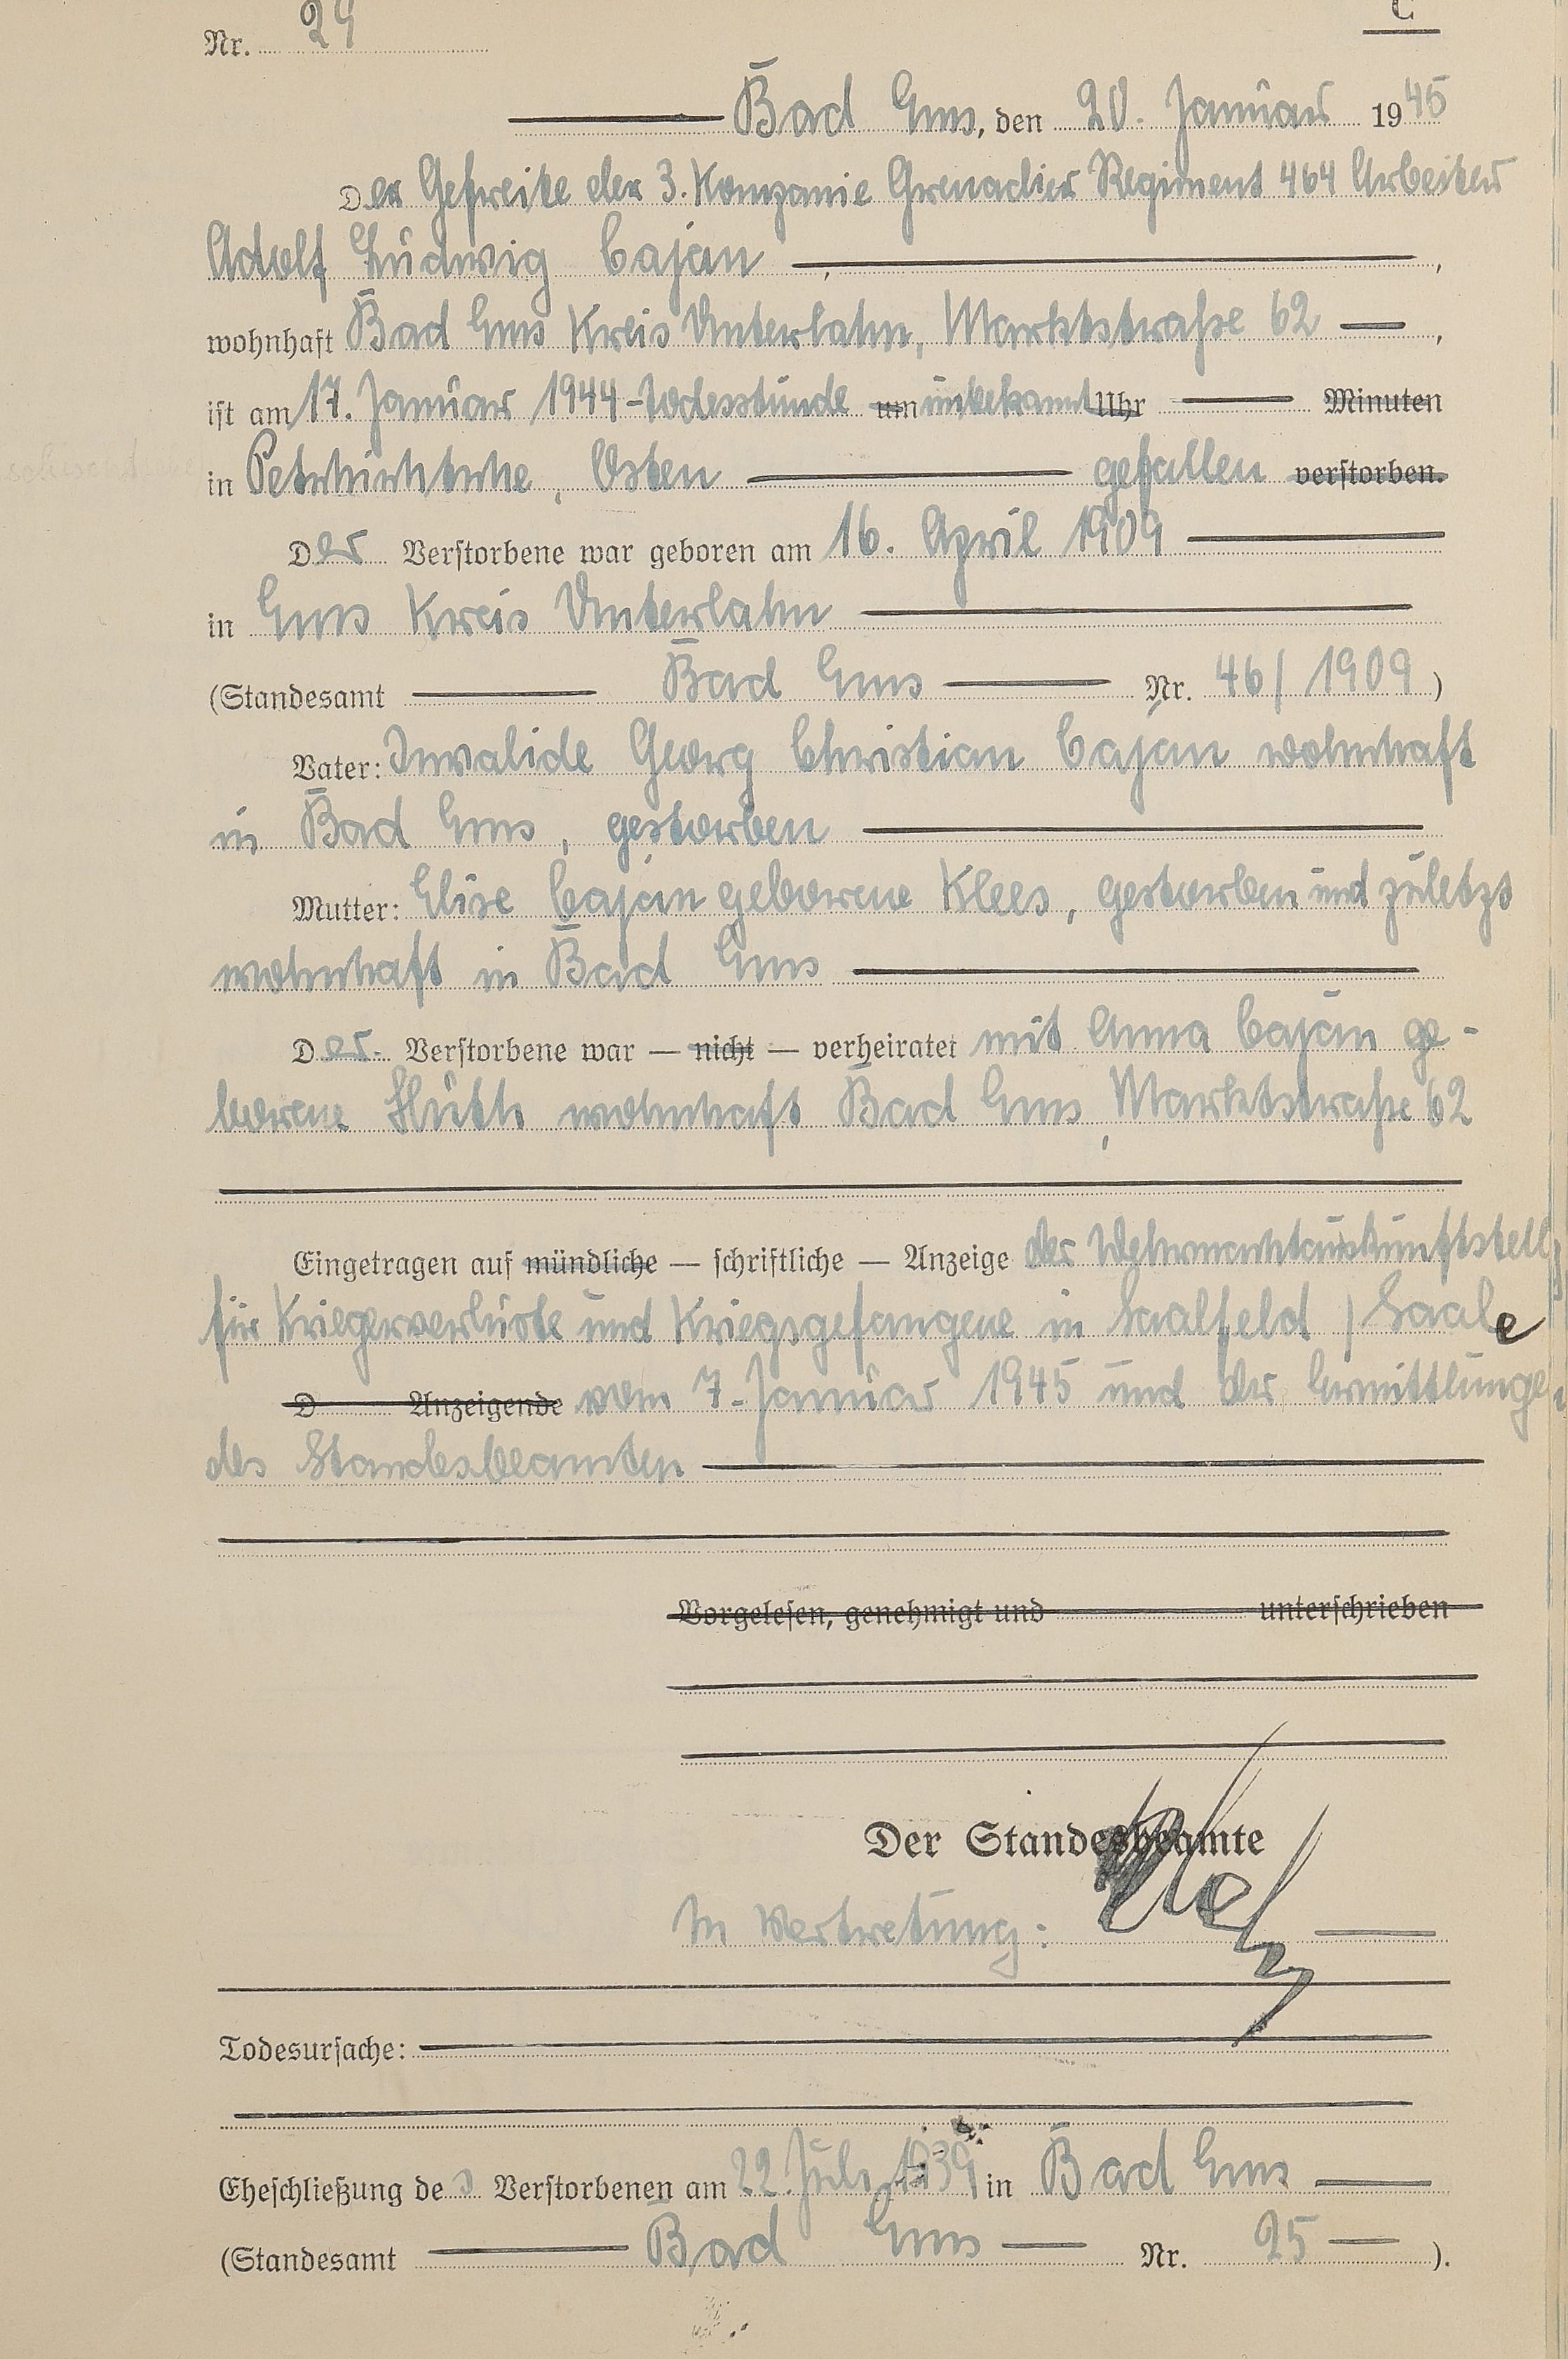 Nr. 29
C
Bad Ems, den 20. Januar 1945
Der Gefreite der 3. Kompanie Grenadier Regiment 464 Arbeiter
Adolf Ludwig Cajan,
wohnhaft Bad Ems Kreis Unterlahn, Marktstraße 62,
ist am 17. Januar 1944 - Todesstunde um unbekannt Uhr Minuten
in , Osten gefallen verstorben.
Der Verstorbene war geboren am 16. April 1909
in Ems Kreis Unterlahn
(Standesamt Bad Ems Nr. 46/1909)
Vater: Invalide Georg Christian Cajan wohnhaft
in Bad Ems, gestorben
Mutter: Elise Cajan geborene Klees, gestorben und zuletzt
wohnhaft in Bad Ems
Der Verstorbene war — nicht — verheiratet mit Anna Cajan ge-
borene Huth wohnhaft Bad Ems, Marktstraße 62
Eingetragen auf mündliche — schriftliche — Anzeige der Wehrmachtauskunftstelle
für Kriegerverluste und Kriegsgefangene in Saalfeld / Saale
D Anzeigende vom 7. Januar 1945 und der Ermittlungen
des Standesbeamten
Vorgelesen, genehmigt und unterschrieben
Der Standesbeamte
In Vertretung:
Todesursache:
Eheschließung des Verstorbenen am 22. Juli 1939 in Bad Ems
(Standesamt Bad Ems Nr. 25 ).